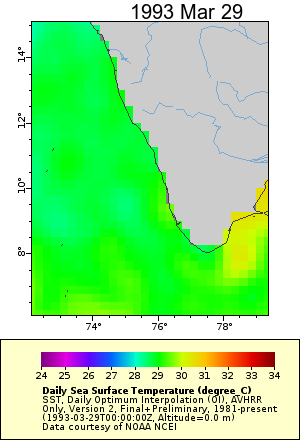 1993 Mar 29
14°
12°
10°
8°
74°
76°
78°
24 25 26 27 28 29 30 31 32 33 34
Daily Sea Surface Temperature (degree_C)
SST, Daily Optimum Interpolation (OI), AVHRR
Only, Version 2, Final+Preliminary, 1981-present
(1993-03-29T00:00:00Z, Altitude=0.0 m)
Data courtesy of NOAA NCEI